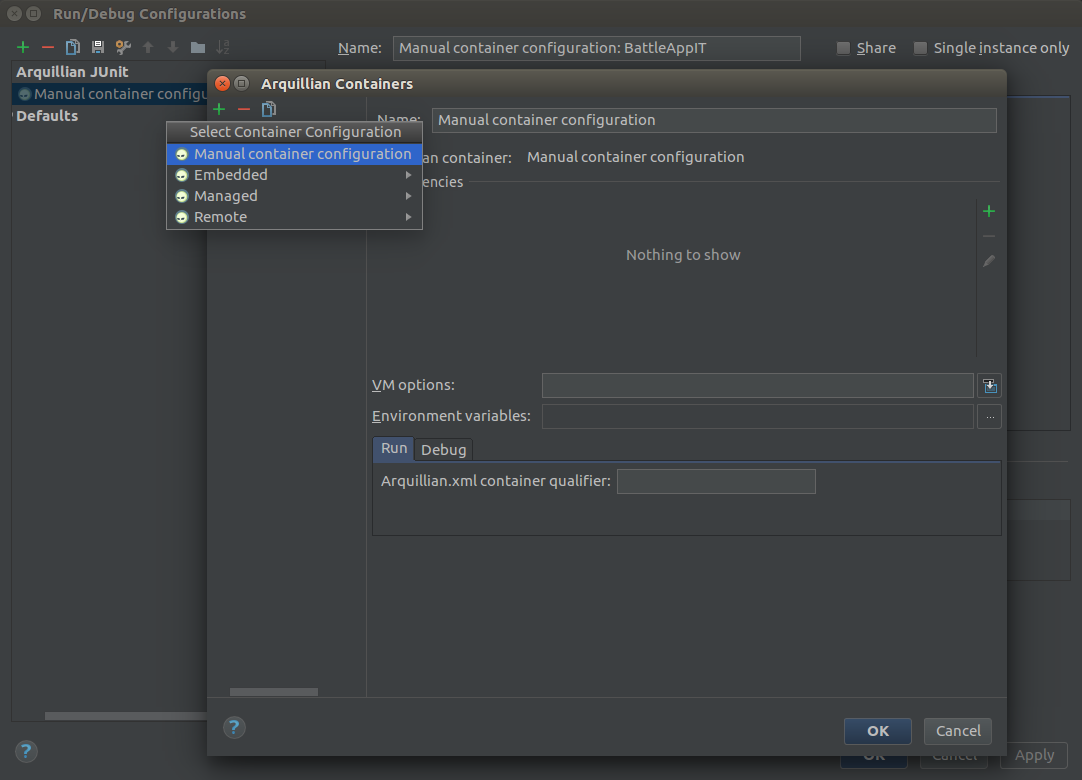 Run/Debug Configurations
Name: Manual container configuration: BattleAppIT Share Single instance only
Arquillian JUnit
Manual container configu
Defaults
Arquillian Containers
Name: Manual container configuration
Select Container Configuration
Manual container configuration
Embedded
Managed
Remote
an container: Manual container configuration
encies
Nothing to show
VM options:
Environment variables:
...
Run Debug
Arquillian.xml container qualifier:
? OK Cancel
? OK Cancel Apply